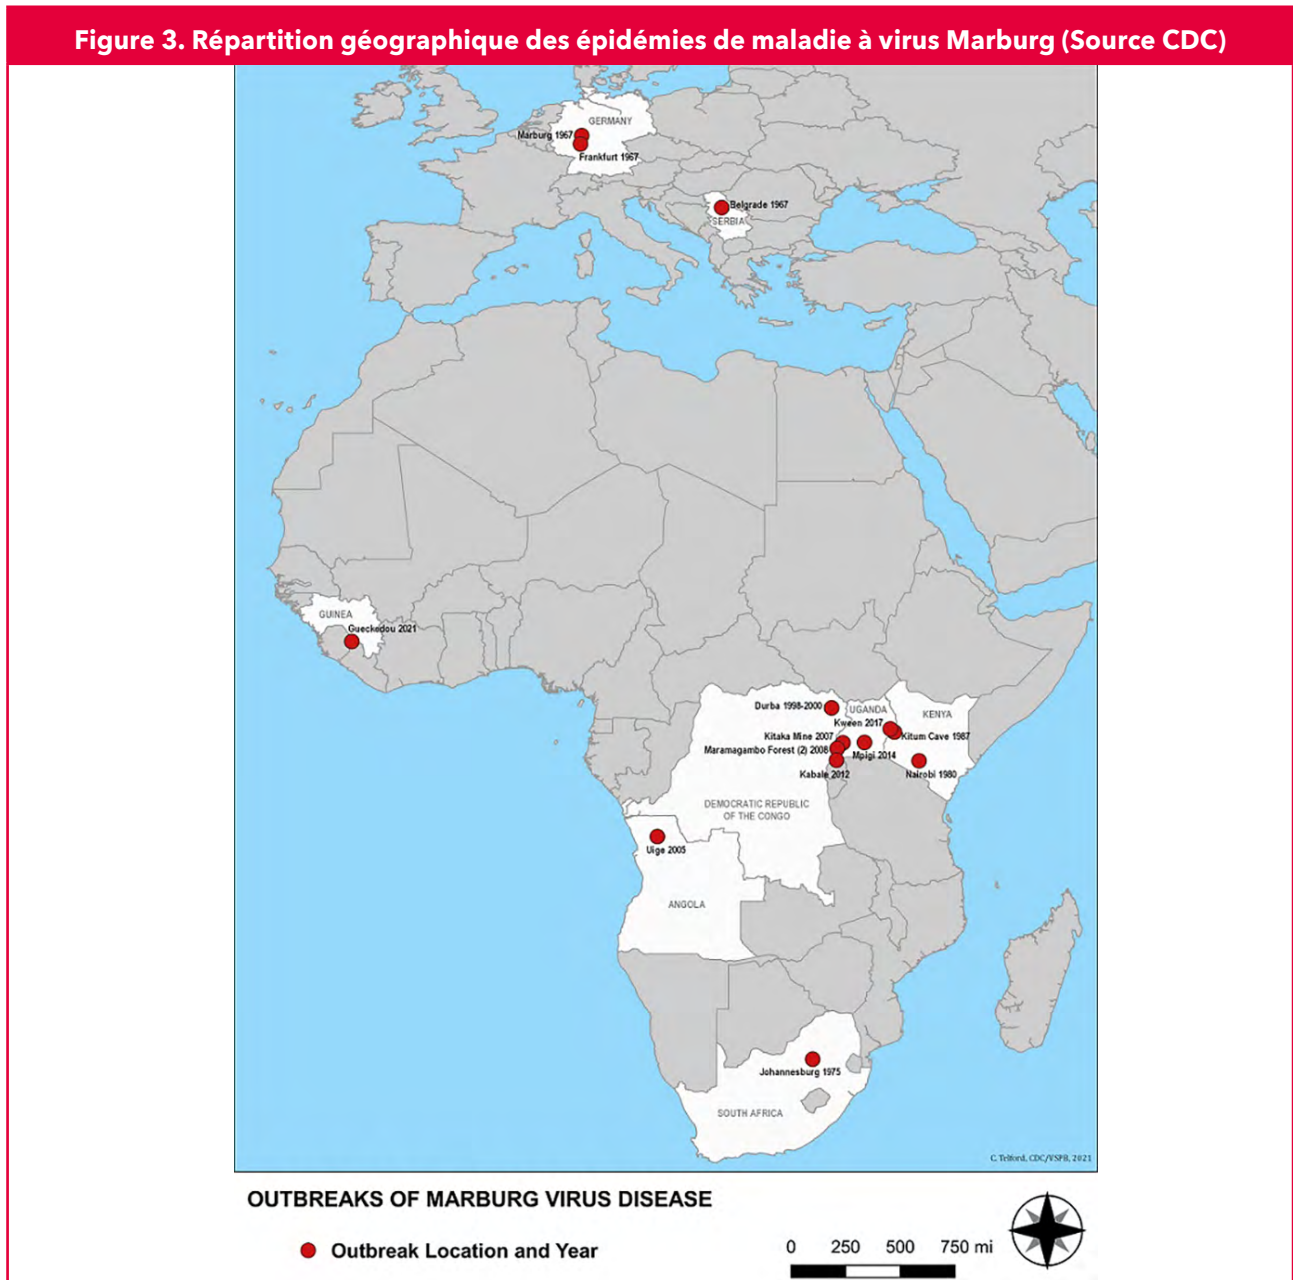 Figure 3. Répartition géographique des épidémies de maladie à virus Marburg (Source CDC)
GERMANY
Marburg 1967
Frankfurt 1967
Belgrade 1967
SERBIA
GUINEA
Gueckedou 2021
Durba 1998-2000
UGANDA
KENYA
Kween 2017
Kitaka Mine 2007
Kitum Cave 1987
Maramagambo Forest (2) 2008
Mpigi 2014
Kabale 2012
Nairobi 1980
DEMOCRATIC REPUBLIC
OF THE CONGO
Uige 2005
ANGOLA
Johannesburg 1975
SOUTH AFRICA
C. Telford, CDC/VSPB, 2021
OUTBREAKS OF MARBURG VIRUS DISEASE
Outbreak Location and Year
0 250 500 750 mi